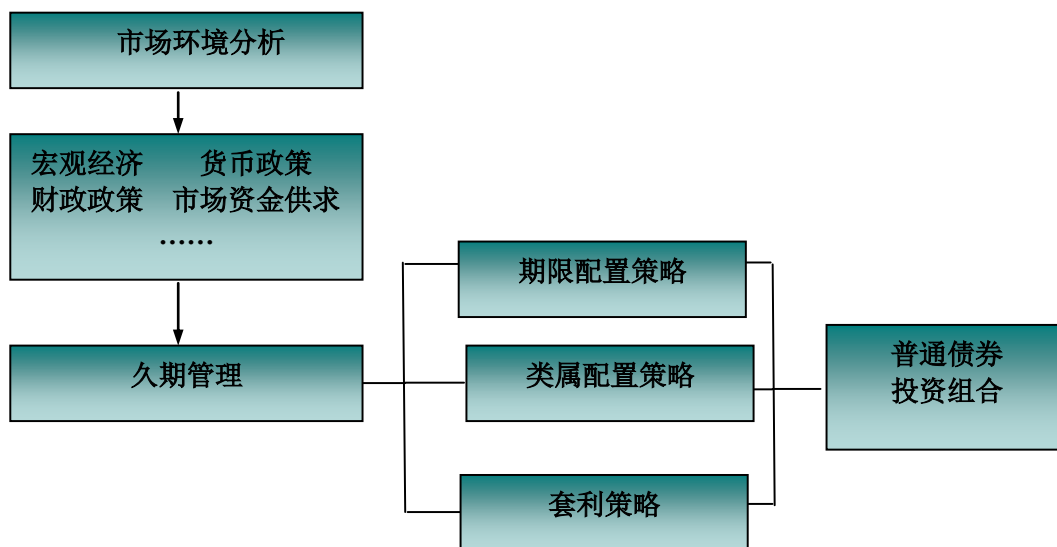 市场环境分析
宏观经济 货币政策
财政政策 市场资金供求
……
久期管理
期限配置策略
类属配置策略
套利策略
普通债券
投资组合